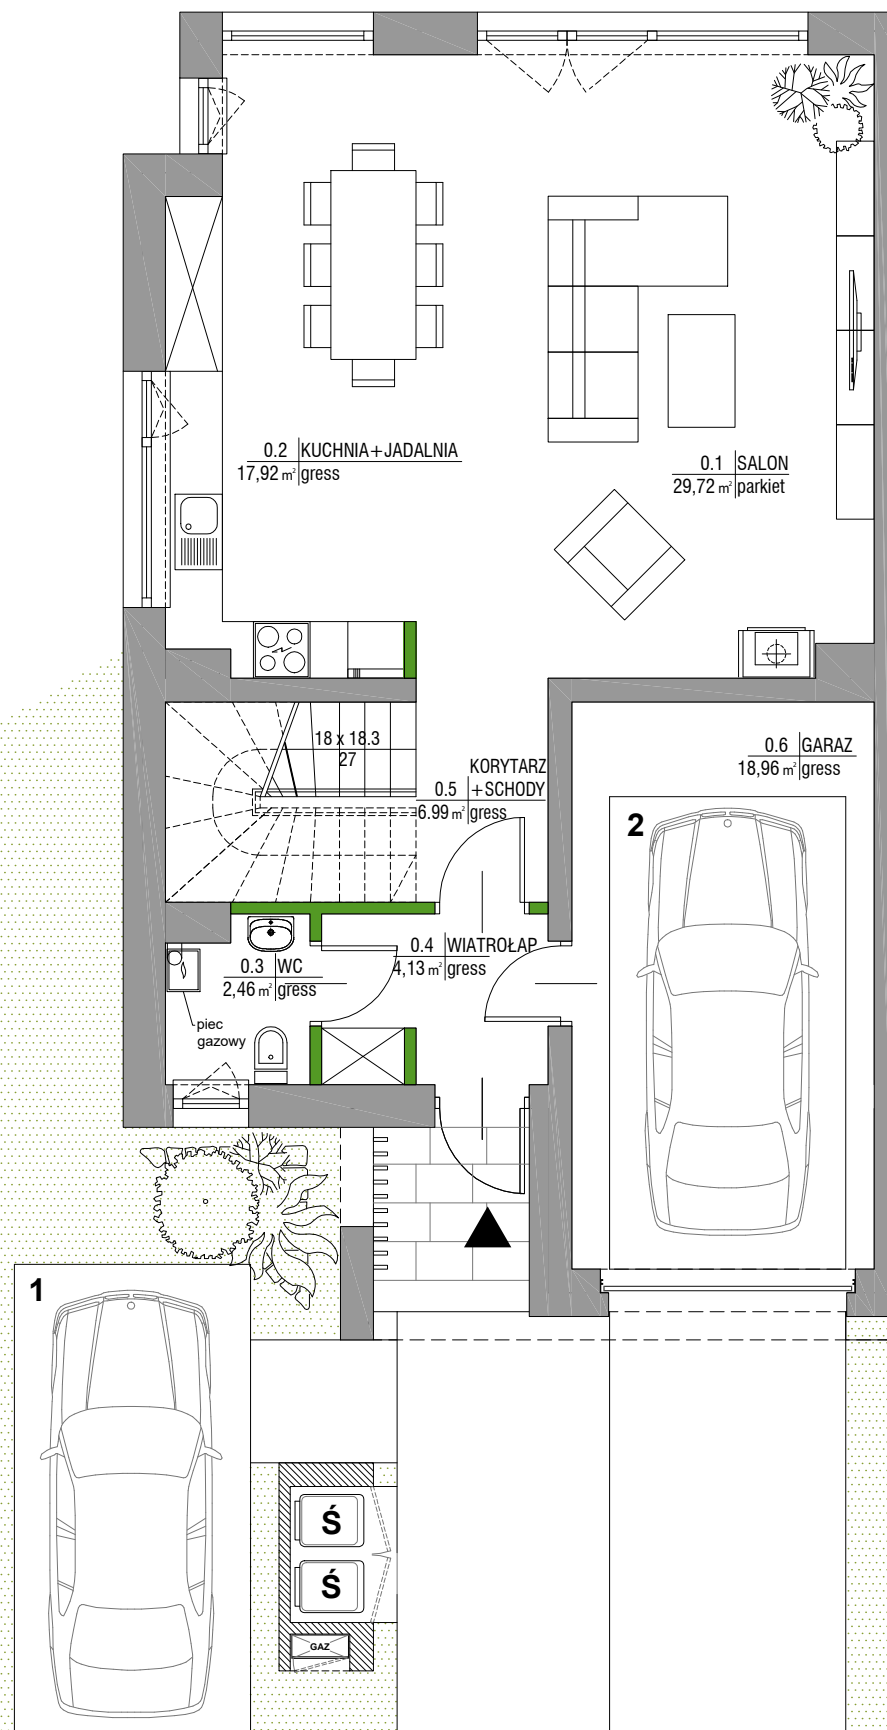 0.2 KUCHNIA+JADALNIA
17,92 m² gress
0.1 SALON
29,72 m² parkiet
18 x 18.3
27
KORYTARZ
0.5 +SCHODY
6.99 m² gress
0.6 GARAZ
18,96 m² gress
2
0.4 WIATROŁAP
4,13 m² gress
0.3 WC
2,46 m² gress
piec
gazowy
1
Ś
Ś
GAZ